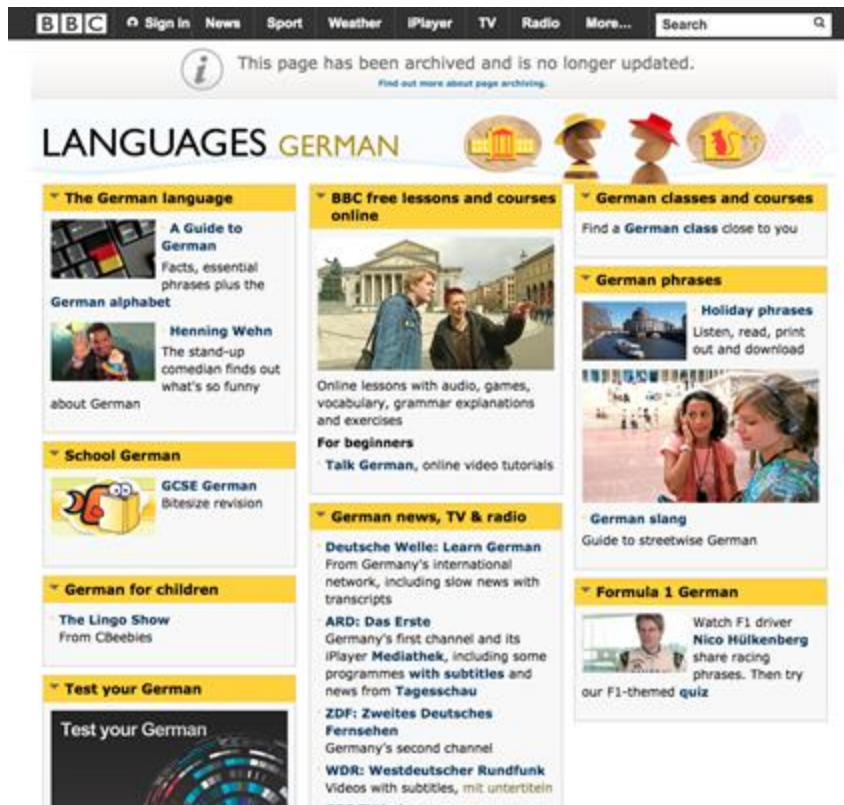 BBC Sign in News Sport Weather iPlayer TV Radio More... Search
This page has been archived and is no longer updated.
Find out more about page archiving.
LANGUAGES GERMAN
The German language
A Guide to
German
Facts, essential
phrases plus the
German alphabet
Henning Wehn
The stand-up
comedian finds out
what's so funny
about German
School German
GCSE German
Bitesize revision
German for children
The Lingo Show
From CBeebies
Test your German
Test your German
BBC free lessons and courses
online
Online lessons with audio, games,
vocabulary, grammar explanations
and exercises
For beginners
Talk German, online video tutorials
German news, TV & radio
Deutsche Welle: Learn German
From Germany's international
network, including slow news with
transcripts
ARD: Das Erste
Germany's first channel and its
iPlayer Mediathek, including some
programmes with subtitles and
news from Tagesschau
ZDF: Zweites Deutsches
Fernsehen
Germany's second channel
WDR: Westdeutscher Rundfunk
Videos with subtitles, mit untertiteln
German classes and courses
Find a German class close to you
German phrases
Holiday phrases
Listen, read, print
out and download
German slang
Guide to streetwise German
Formula 1 German
Watch F1 driver
Nico Hülkenberg
share racing
phrases. Then try
our F1-themed quiz